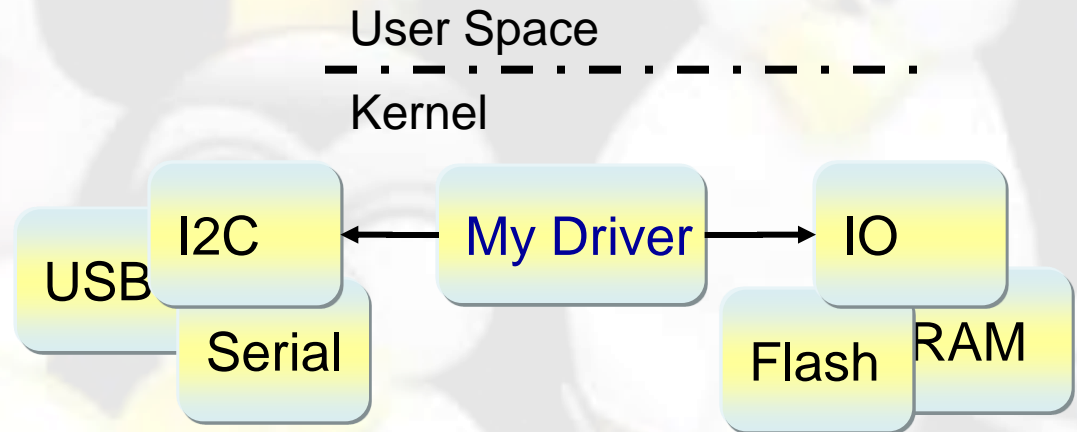 User Space
Kernel
I2C
My Driver
IO
USB
Serial
Flash
RAM